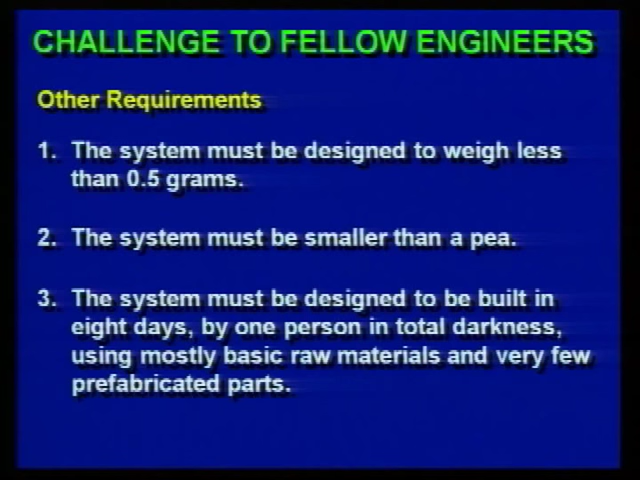 CHALLENGE TO FELLOW ENGINEERS
Other Requirements
1. The system must be designed to weigh less
than 0.5 grams.
2. The system must be smaller than a pea.
3. The system must be designed to be built in
eight days, by one person in total darkness,
using mostly basic raw materials and very few
prefabricated parts.